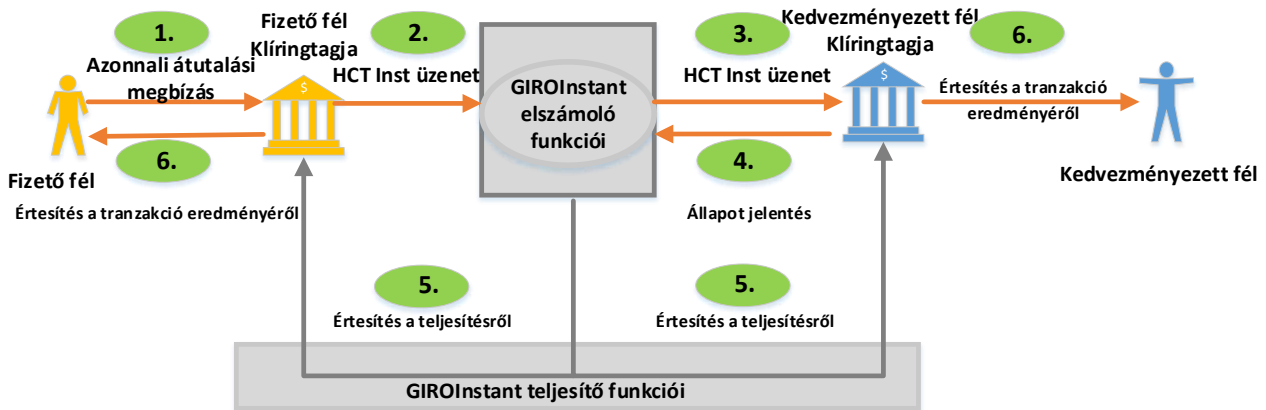 1.
Azonnali átutalási
megbízás
Fizető fél
Klíringtagja
$
2.
HCT Inst üzenet
GIROInstant
elszámoló
funkciói
3.
HCT Inst üzenet
Kedvezményezett fél
Klíringtagja
$
6.
Értesítés a tranzakció
eredményéről
Kedvezményezett fél
6.
Fizető fél
Értesítés a tranzakció eredményéről
4.
Állapot jelentés
5.
Értesítés a teljesítésről
5.
Értesítés a teljesítésről
GIROInstant teljesítő funkciói